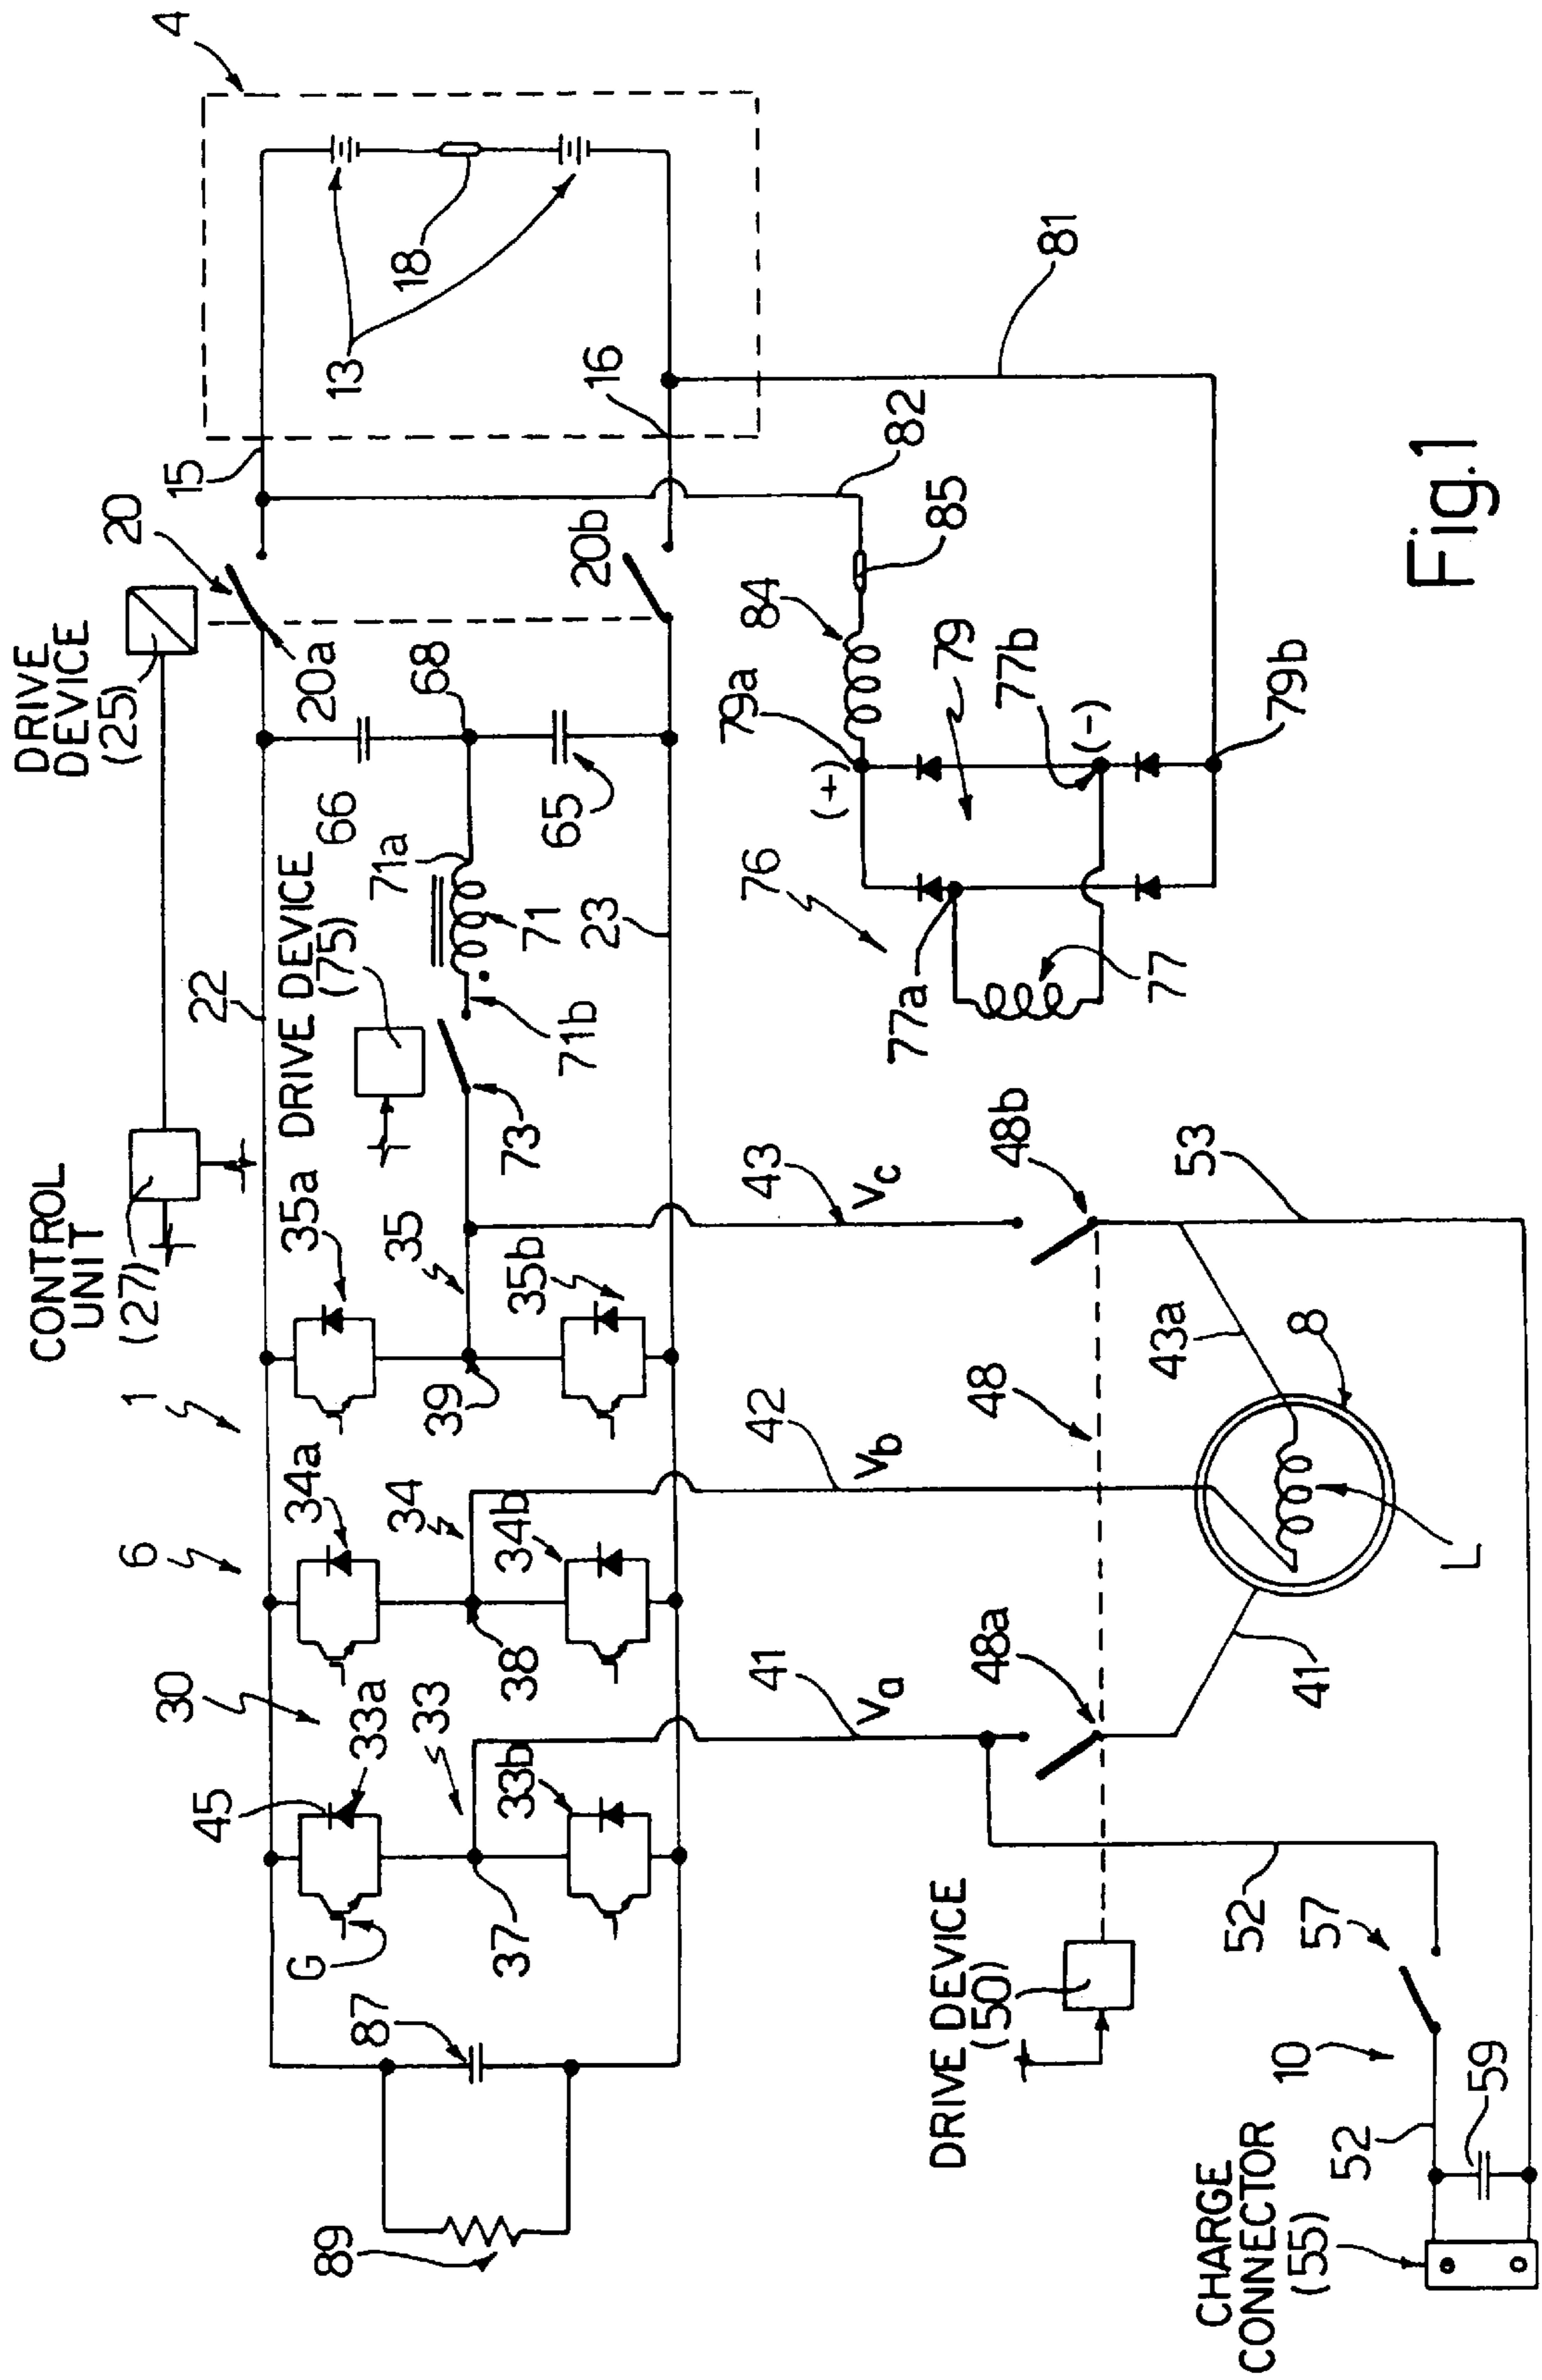 4
13
18
15
16
81
82
20
20a
20b
DRIVE
DEVICE
(25)
CONTROL
UNIT
(27)
22
23
66
68
65
71a
71
71b
DRIVE DEVICE
(75)
73
85
84
79a
(+)
79
77b
(-)
79b
76
77a
77
Fig.1
1
6
30
35a
35
35b
39
34a
34
34b
38
45
33a
33
33b
37
G
87
89
43
Vc
42
Vb
41
Va
48b
53
48
48a
43a
8
L
41
DRIVE DEVICE
(50)
52
57
10
52
59
CHARGE
CONNECTOR
(55)